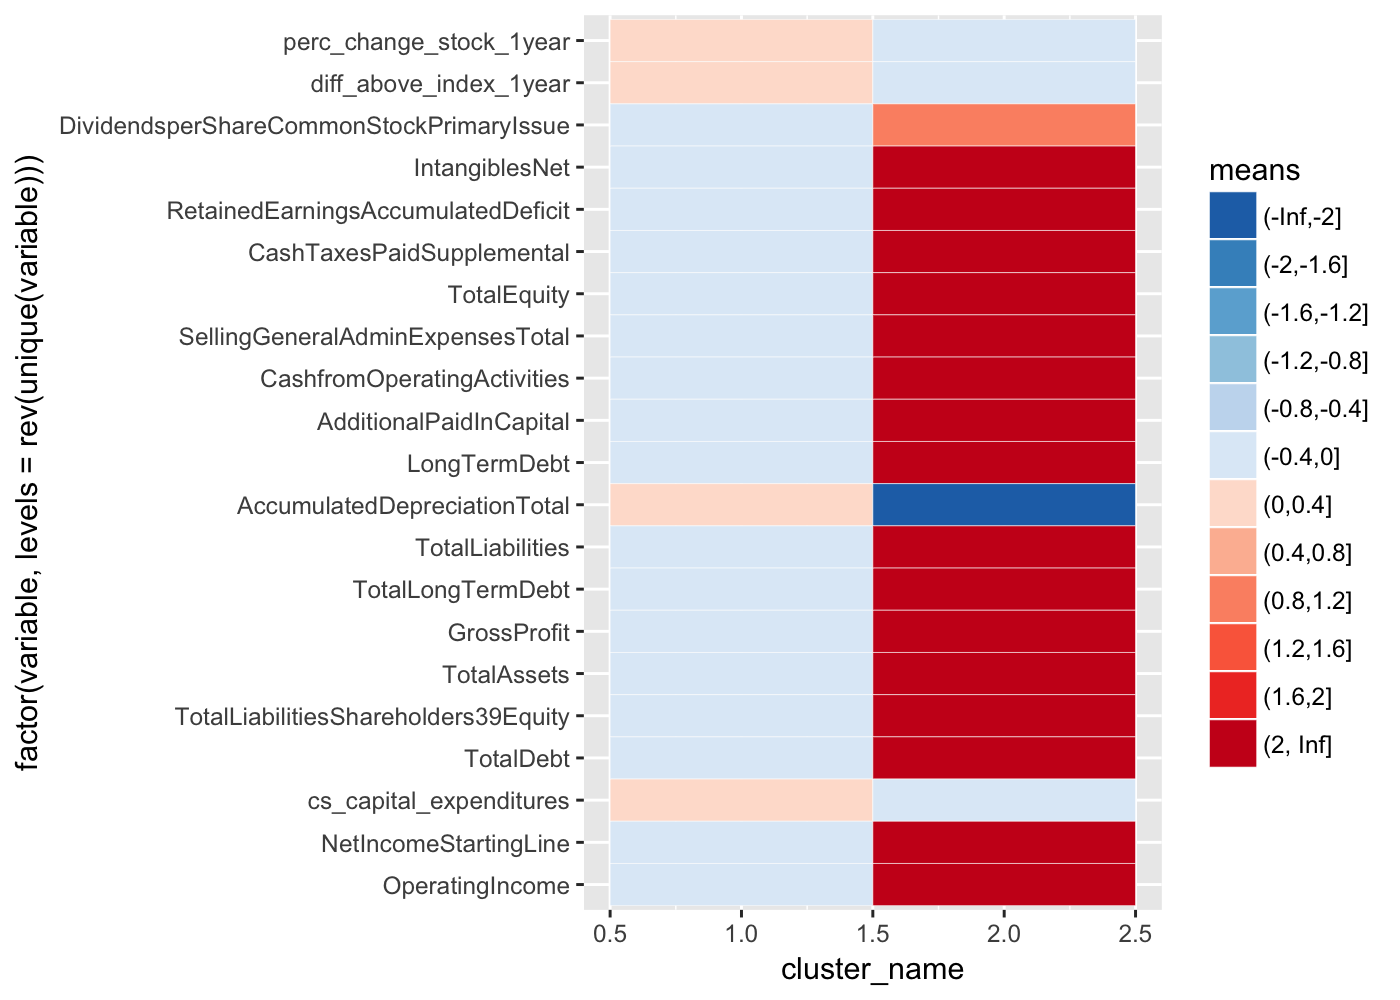 perc_change_stock_1year
diff_above_index_1year
DividendsperShareCommonStockPrimaryIssue
IntangiblesNet
RetainedEarningsAccumulatedDeficit
CashTaxesPaidSupplemental
TotalEquity
SellingGeneralAdminExpensesTotal
CashfromOperatingActivities
AdditionalPaidInCapital
LongTermDebt
AccumulatedDepreciationTotal
TotalLiabilities
TotalLongTermDebt
GrossProfit
TotalAssets
TotalLiabilitiesShareholders39Equity
TotalDebt
cs_capital_expenditures
NetIncomeStartingLine
OperatingIncome
factor(variable, levels = rev(unique(variable)))
0.5 1.0 1.5 2.0 2.5
cluster_name
means
(-Inf,-2]
(-2,-1.6]
(-1.6,-1.2]
(-1.2,-0.8]
(-0.8,-0.4]
(-0.4,0]
(0,0.4]
(0.4,0.8]
(0.8,1.2]
(1.2,1.6]
(1.6,2]
(2, Inf]